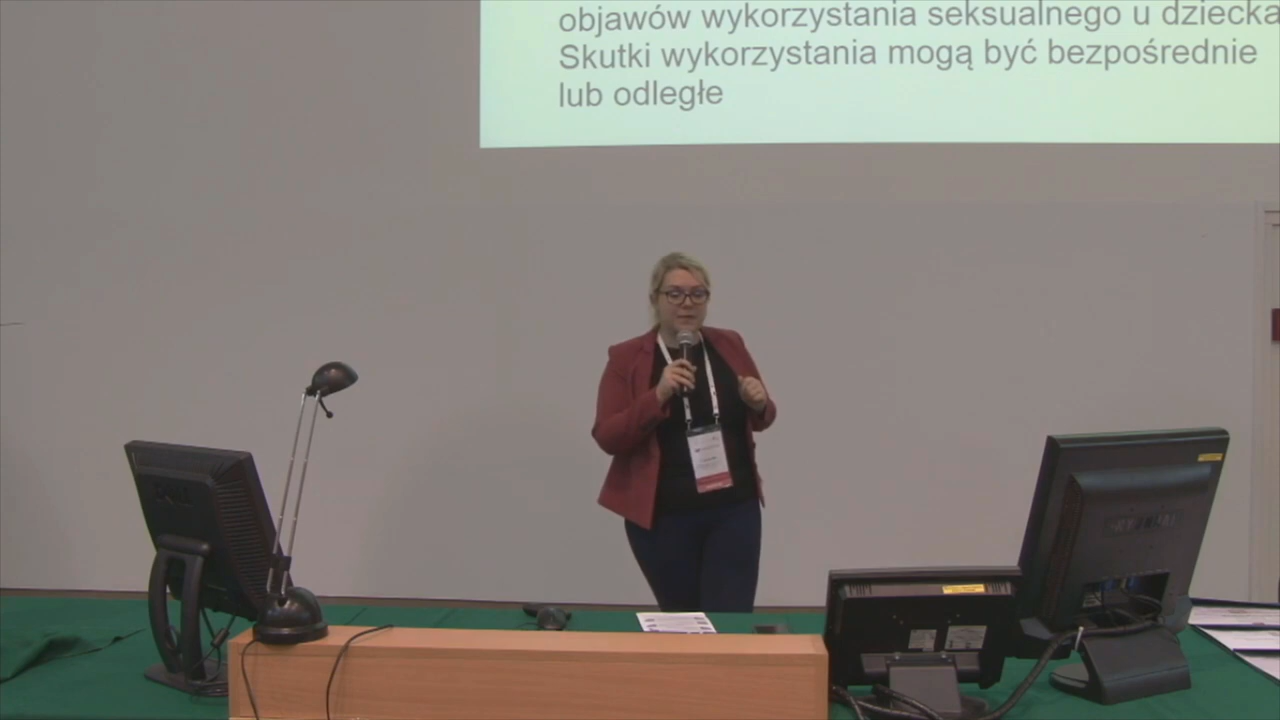 objawów wykorzystania seksualnego u dziecka
Skutki wykorzystania mogą być bezpośrednie
lub odległe